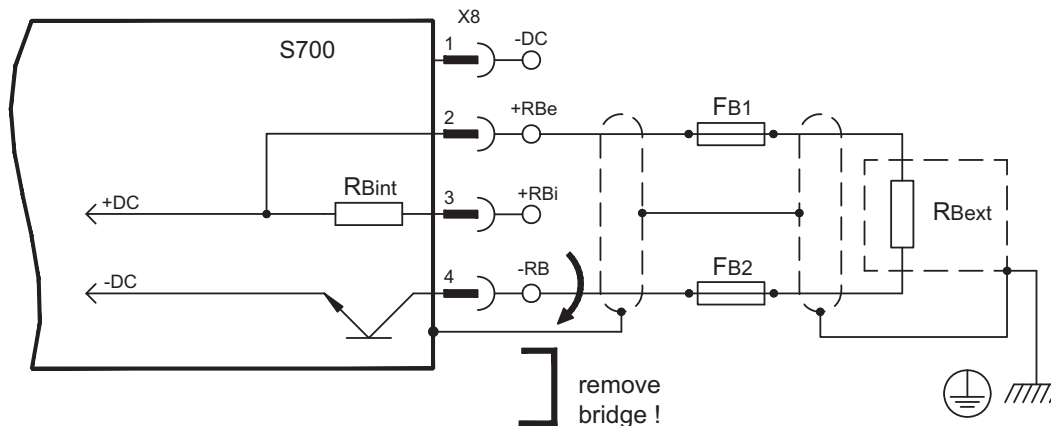 X8
S700
1
-DC
2
+RBe
FB1
RBint
3
+RBi
+DC
RBext
4
-RB
FB2
-DC
remove
bridge !